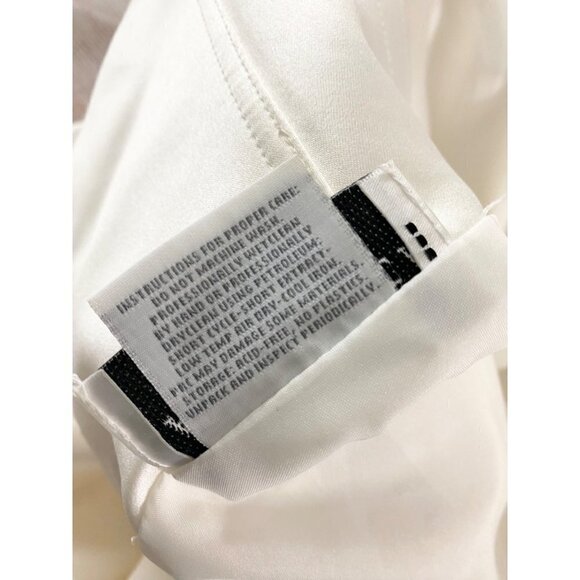 INSTRUCTIONS FOR PROPER CARE:
DO NOT MACHINE WASH.
PROFESSIONALLY WETCLEAN
BY HAND OR PROFESSIONALLY
DRYCLEAN USING PETROLEUM:
SHORT CYCLE-SHORT EXTRACT-
LOW TEMP AIR DRY-COOL IRON.
PRC MAY DAMAGE SOME MATERIALS.
STORAGE: ACID-FREE, NO PLASTICS.
UNPACK AND INSPECT PERIODICALLY.